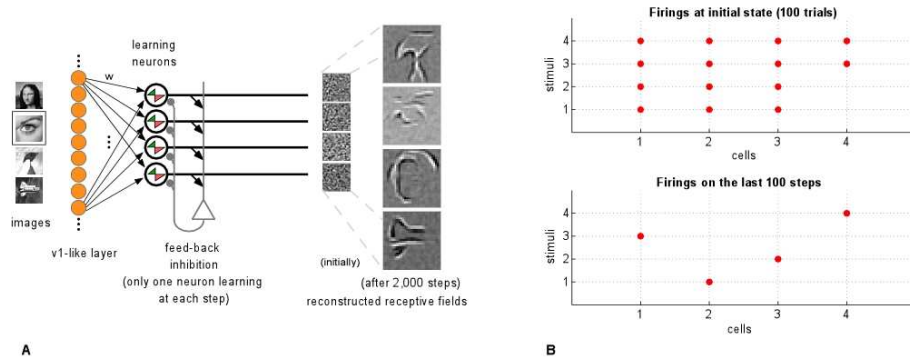 learning
neurons
w
images
v1-like layer
feed-back
inhibition
(only one neuron learning
at each step)
(initially)
(after 2,000 steps)
reconstructed receptive fields
A
Firings at initial state (100 trials)
stimuli
4
3
2
1
1 2 3 4
cells
Firings on the last 100 steps
stimuli
4
3
2
1
1 2 3 4
cells
B